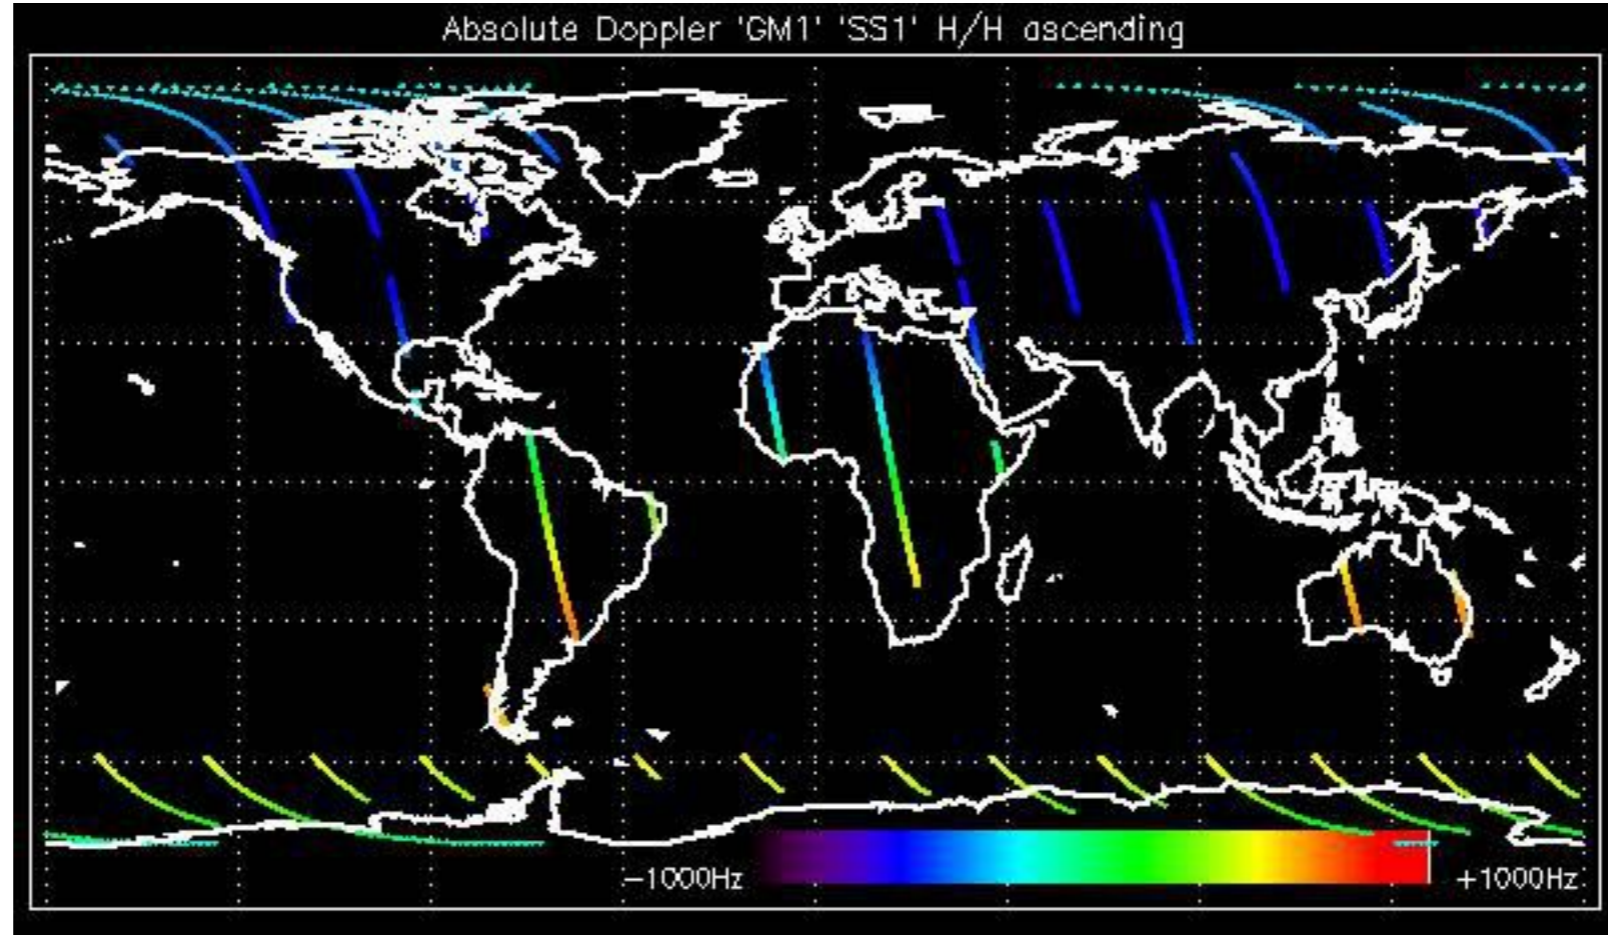 Absolute Doppler 'GM1' 'SS1' H/H ascending
−1000Hz
+1000Hz